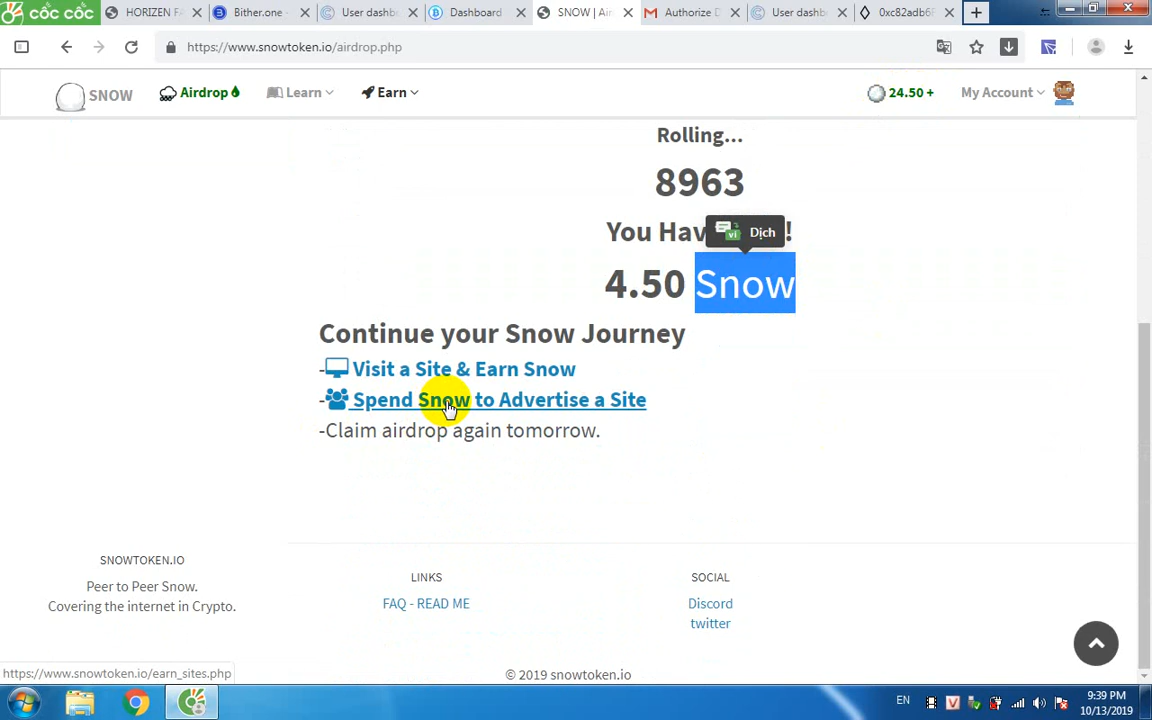 cốc cốc
HORIZEN FA
Bither.one -
User dashb
Dashboard
SNOW | Air
Authorize D
User dashb
0xc82adb6F
https://www.snowtoken.io/airdrop.php
SNOW
Airdrop
Learn
Earn
24.50 +
My Account
Rolling...
8963
You Hav !
Dịch
4.50 Snow
Continue your Snow Journey
- Visit a Site & Earn Snow
- Spend Snow to Advertise a Site
-Claim airdrop again tomorrow.
SNOWTOKEN.IO
Peer to Peer Snow.
Covering the internet in Crypto.
LINKS
FAQ - READ ME
SOCIAL
Discord
twitter
https://www.snowtoken.io/earn_sites.php
© 2019 snowtoken.io
EN
9:39 PM
10/13/2019